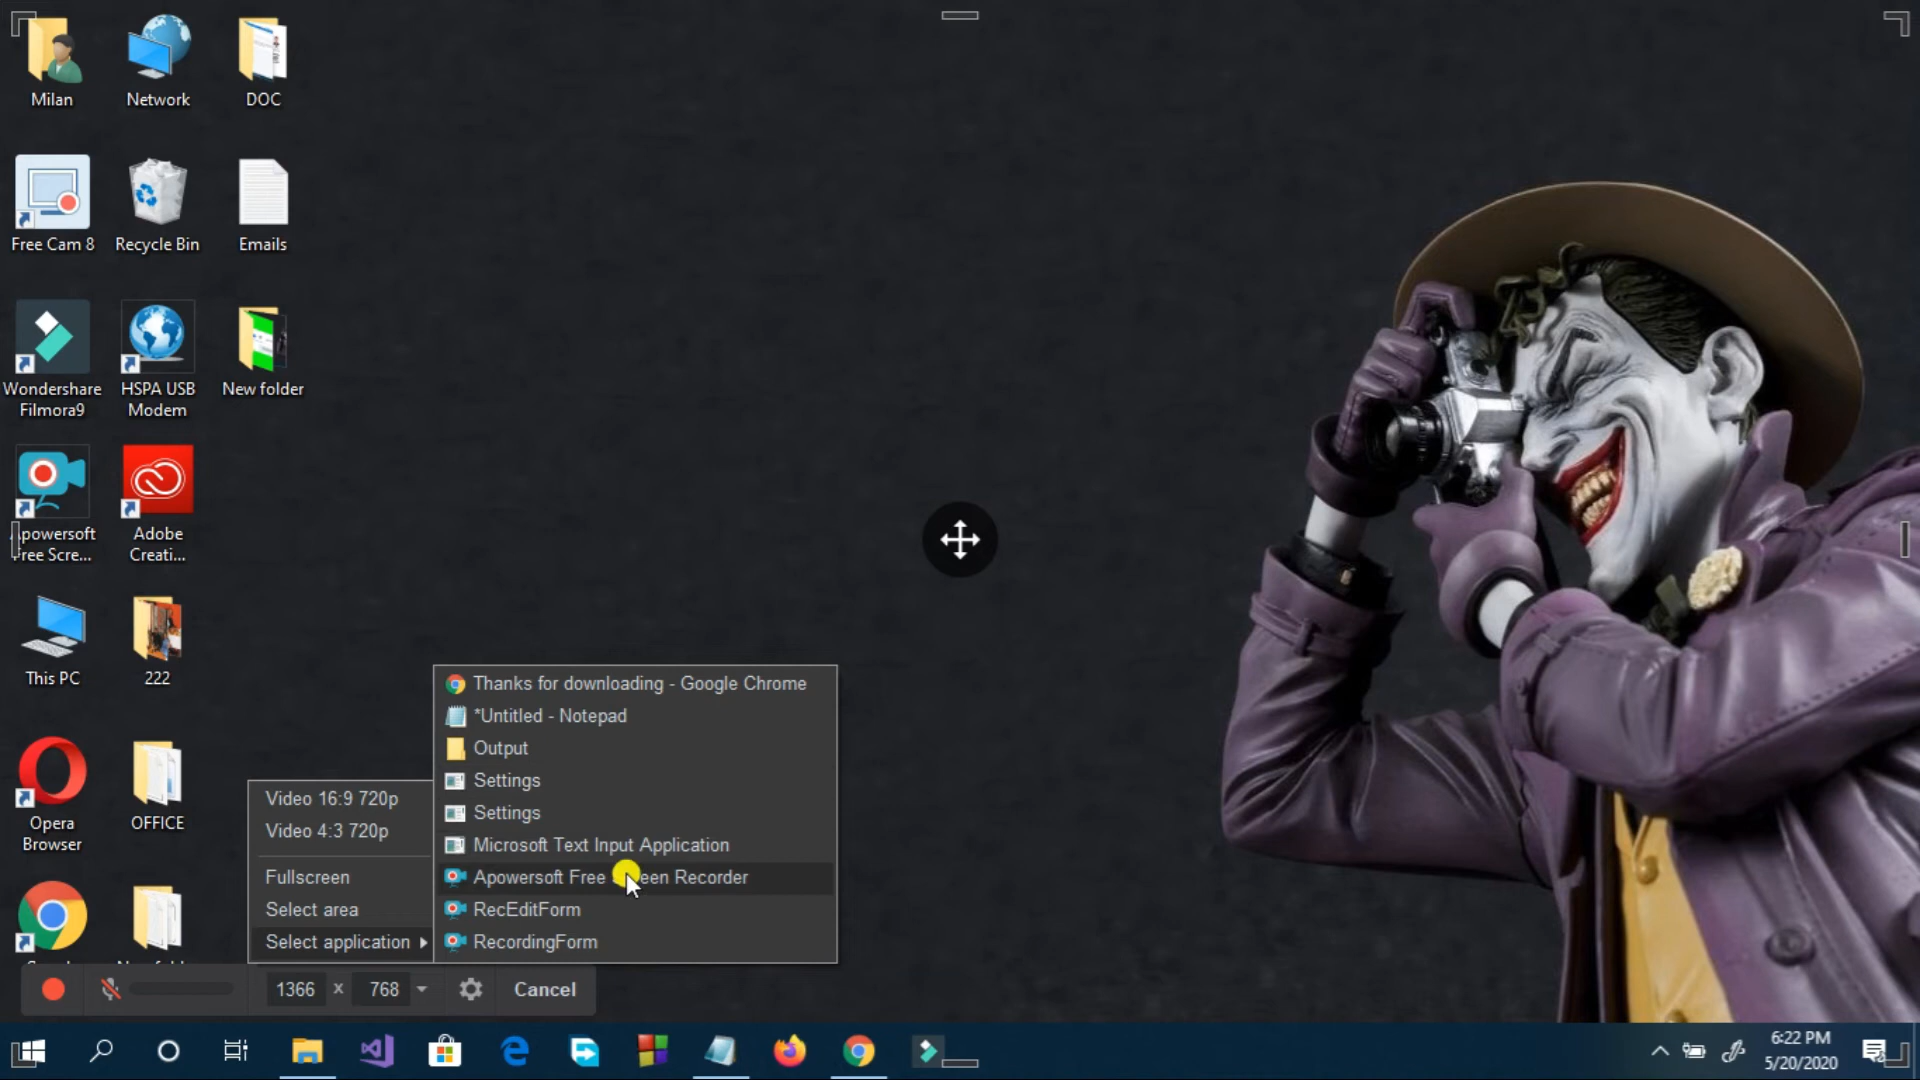 Milan
Network
DOC
Free Cam 8
Recycle Bin
Emails
Wondershare
Filmora9
HSPA USB
Modem
New folder
Apowersoft
Free Scre...
Adobe
Creati...
This PC
222
Opera
Browser
OFFICE
Thanks for downloading - Google Chrome
*Untitled - Notepad
Output
Settings
Settings
Microsoft Text Input Application
Apowersoft Free Screen Recorder
RecEditForm
RecordingForm
Video 16:9 720p
Video 4:3 720p
Fullscreen
Select area
Select application
1366 x 768
Cancel
6:22 PM
5/20/2020